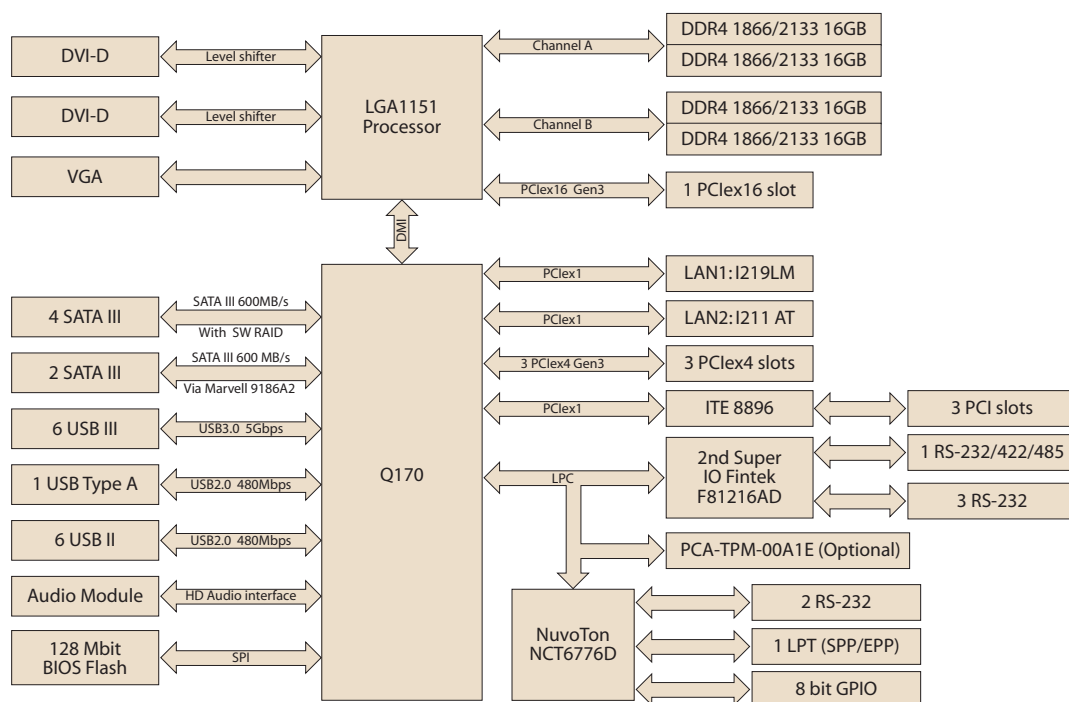 DVI-D
Level shifter
DVI-D
Level shifter
VGA
LGA1151
Processor
Channel A
DDR4 1866/2133 16GB
DDR4 1866/2133 16GB
Channel B
DDR4 1866/2133 16GB
DDR4 1866/2133 16GB
PCIex16 Gen3
1 PCIex16 slot
DMI
4 SATA III
SATA III 600MB/s
With SW RAID
2 SATA III
SATA III 600 MB/s
Via Marvell 9186A2
6 USB III
USB3.0 5Gbps
1 USB Type A
USB2.0 480Mbps
6 USB II
USB2.0 480Mbps
Audio Module
HD Audio interface
128 Mbit
BIOS Flash
SPI
Q170
PCIex1
LAN1: I219LM
PCIex1
LAN2: I211 AT
3 PCIex4 Gen3
3 PCIex4 slots
PCIex1
ITE 8896
3 PCI slots
LPC
2nd Super
IO Fintek
F81216AD
1 RS-232/422/485
3 RS-232
PCA-TPM-00A1E (Optional)
NuvoTon
NCT6776D
2 RS-232
1 LPT (SPP/EPP)
8 bit GPIO